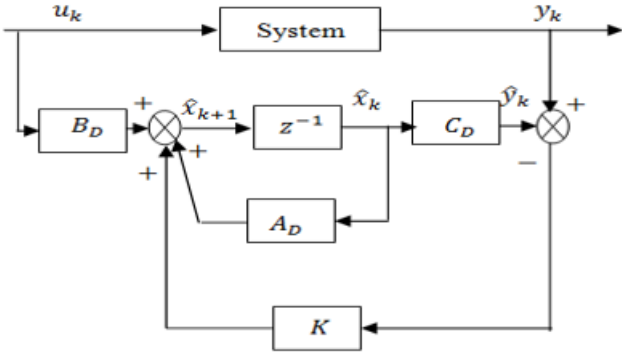 u_k
y_k
System
+
x̂_{k+1}
x̂_k
ŷ_k
+
B_D
z^{-1}
C_D
+
+
−
A_D
K